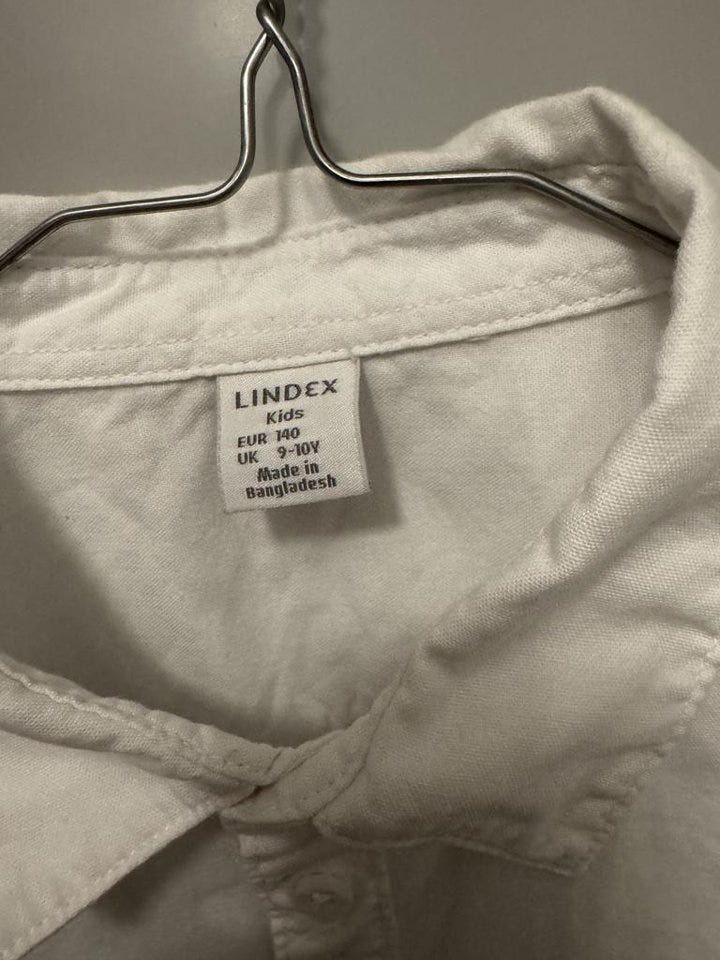 LINDEX
Kids
EUR 140
UK 9-10Y
Made in
Bangladesh